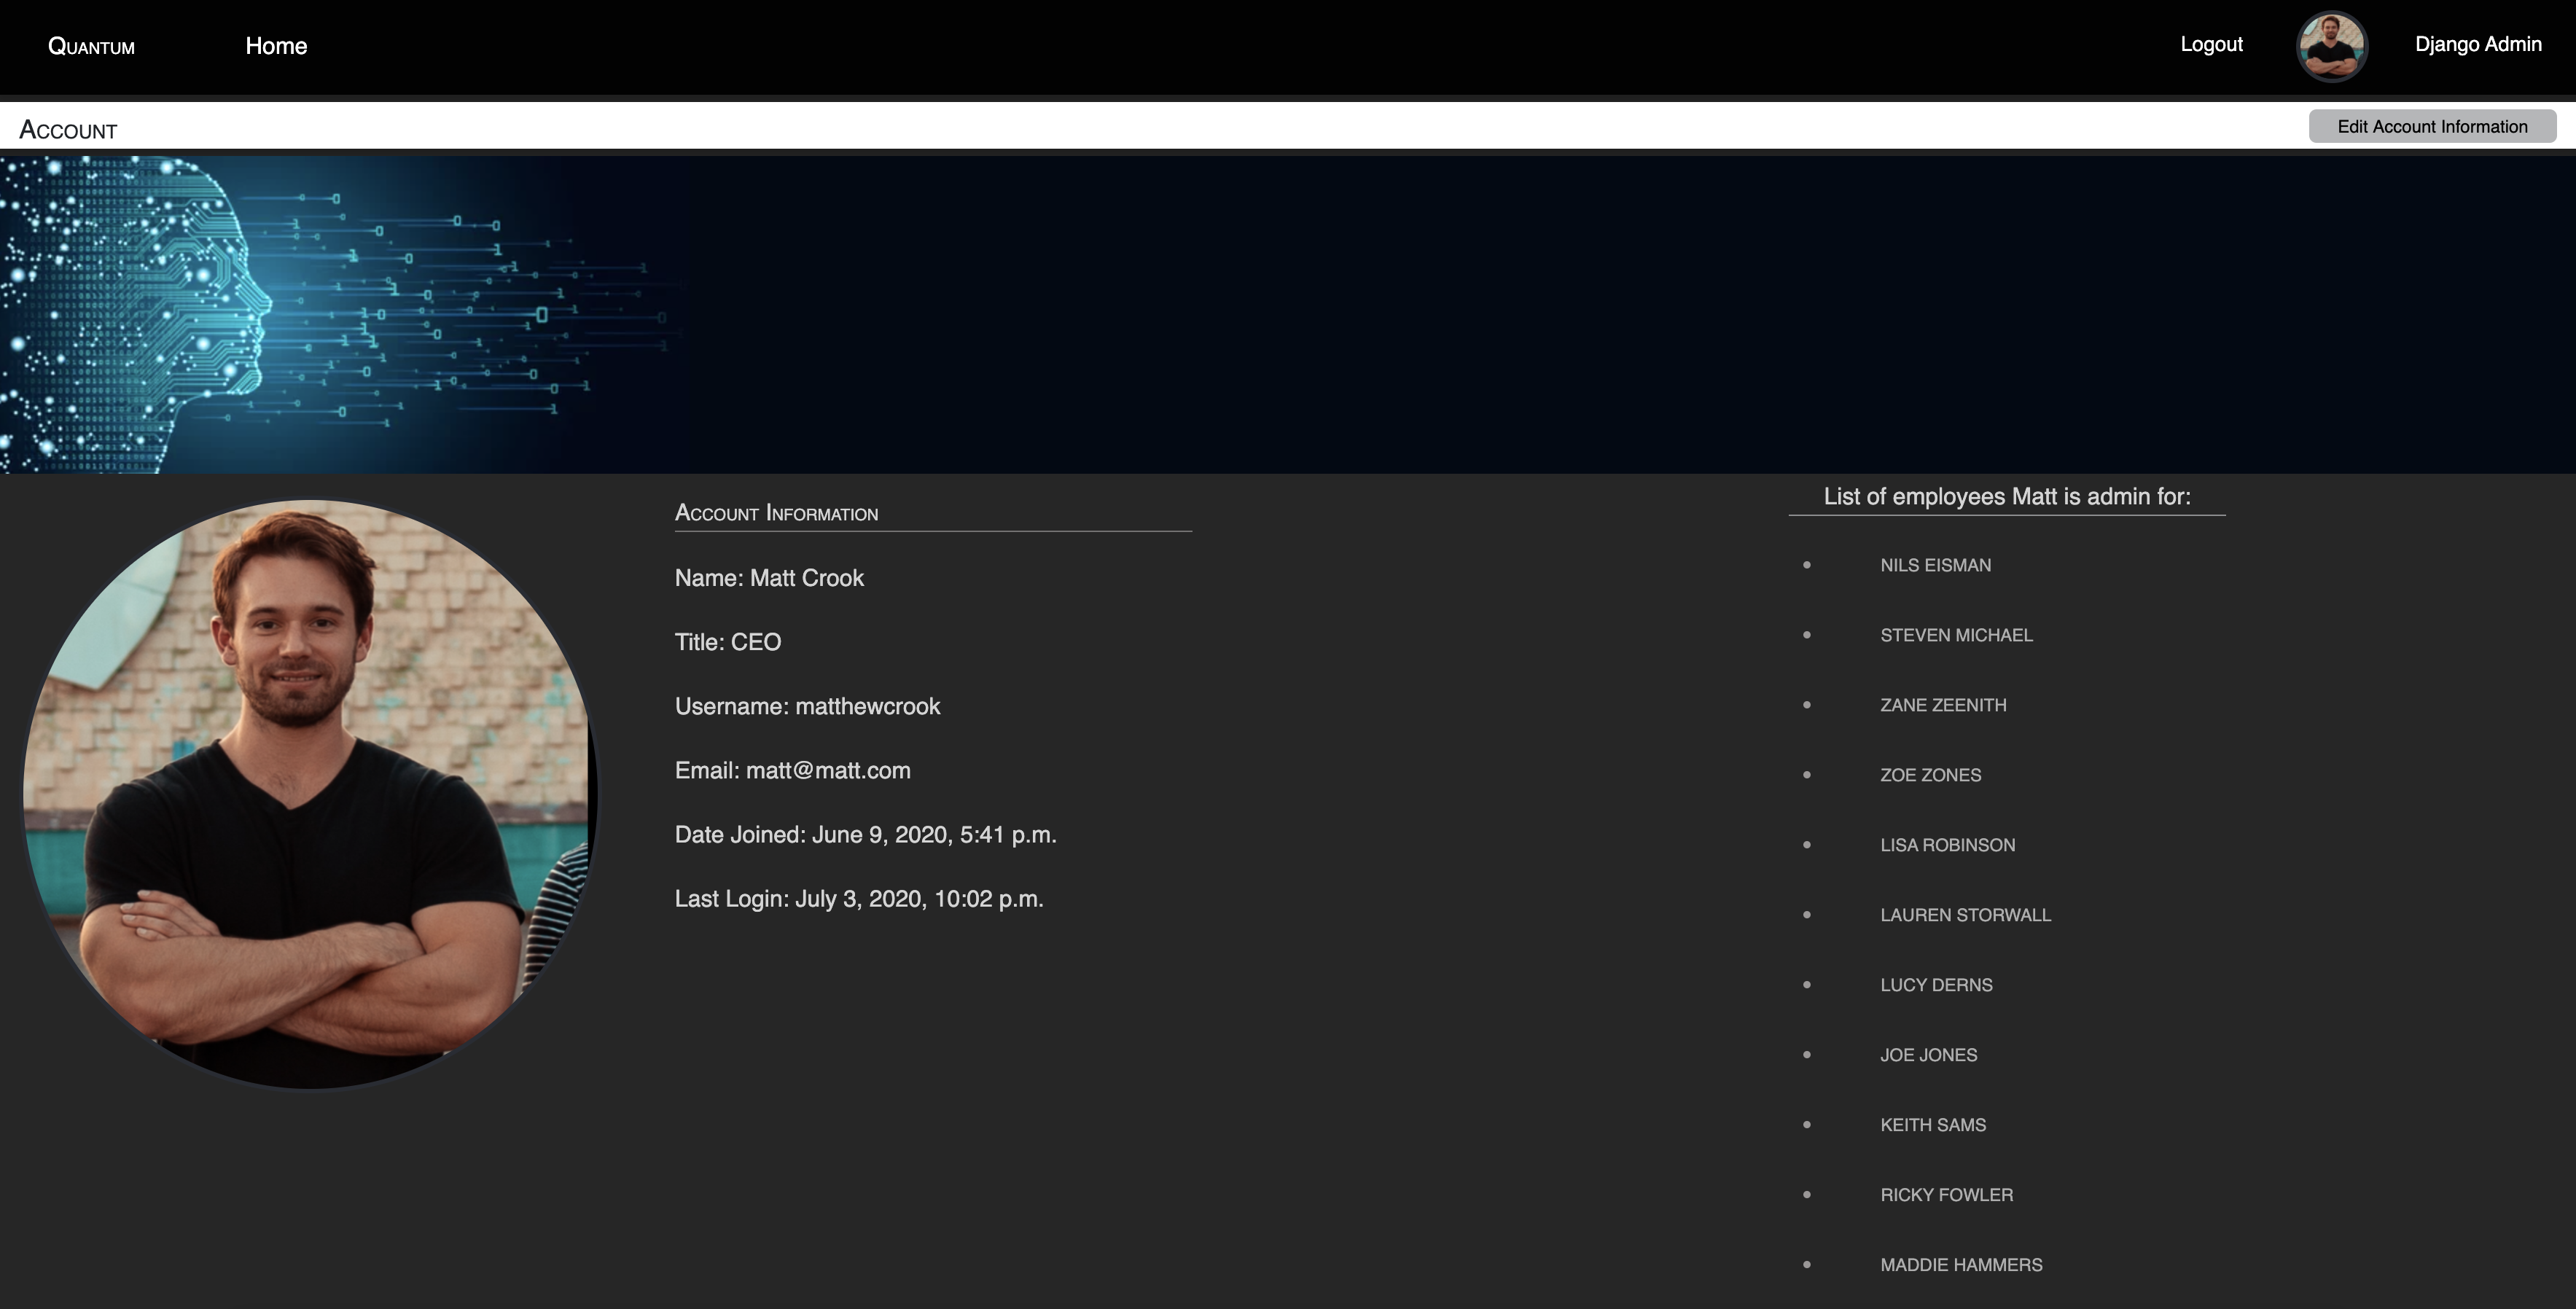 Quantum Home Logout Django Admin
Account Edit Account Information
Account Information
Name: Matt Crook
Title: CEO
Username: matthewcrook
Email: matt@matt.com
Date Joined: June 9, 2020, 5:41 p.m.
Last Login: July 3, 2020, 10:02 p.m.
List of employees Matt is admin for:
• NILS EISMAN
• STEVEN MICHAEL
• ZANE ZEENITH
• ZOE ZONES
• LISA ROBINSON
• LAUREN STORWALL
• LUCY DERNS
• JOE JONES
• KEITH SAMS
• RICKY FOWLER
• MADDIE HAMMERS